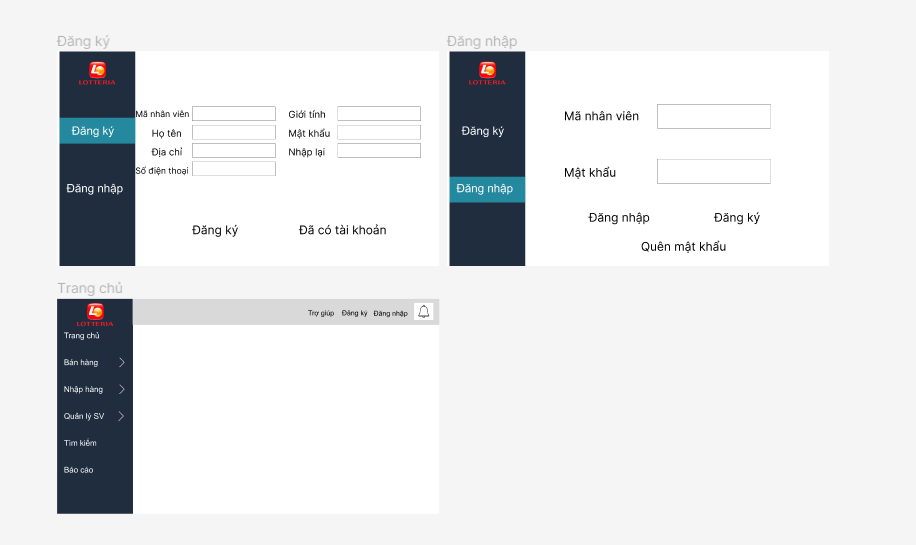 Đăng ký
LOTTERIA
Đăng ký
Đăng nhập
Mã nhân viên
Họ tên
Địa chỉ
Số điện thoại
Giới tính
Mật khẩu
Nhập lại
Đăng ký
Đã có tài khoản
Đăng nhập
LOTTERIA
Đăng ký
Đăng nhập
Mã nhân viên
Mật khẩu
Đăng nhập
Đăng ký
Quên mật khẩu
Trang chủ
LOTTERIA
Trợ giúp
Đăng ký
Đăng nhập
Trang chủ
Bán hàng
Nhập hàng
Quản lý SV
Tìm kiếm
Báo cáo